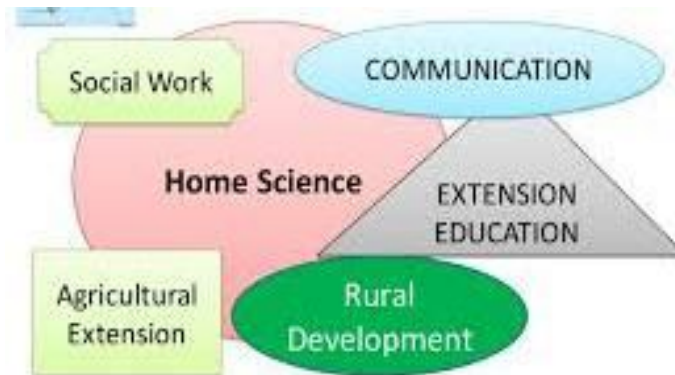 Social Work
COMMUNICATION
Home Science
EXTENSION
EDUCATION
Agricultural
Extension
Rural
Development